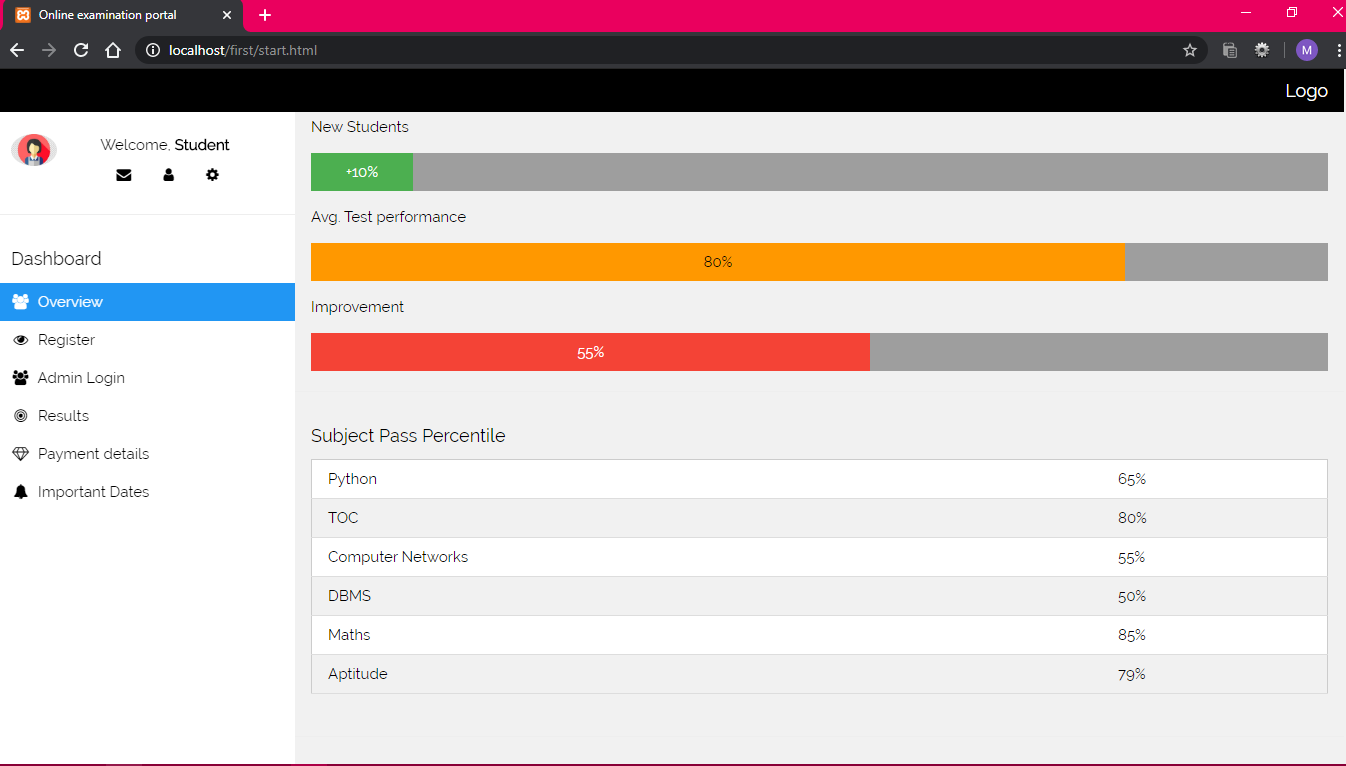 Online examination portal
localhost/first/start.html
M
Logo
Welcome, Student
Dashboard
Overview
Register
Admin Login
Results
Payment details
Important Dates
New Students
+10%
Avg. Test performance
80%
Improvement
55%
Subject Pass Percentile
Python 65%
TOC 80%
Computer Networks 55%
DBMS 50%
Maths 85%
Aptitude 79%